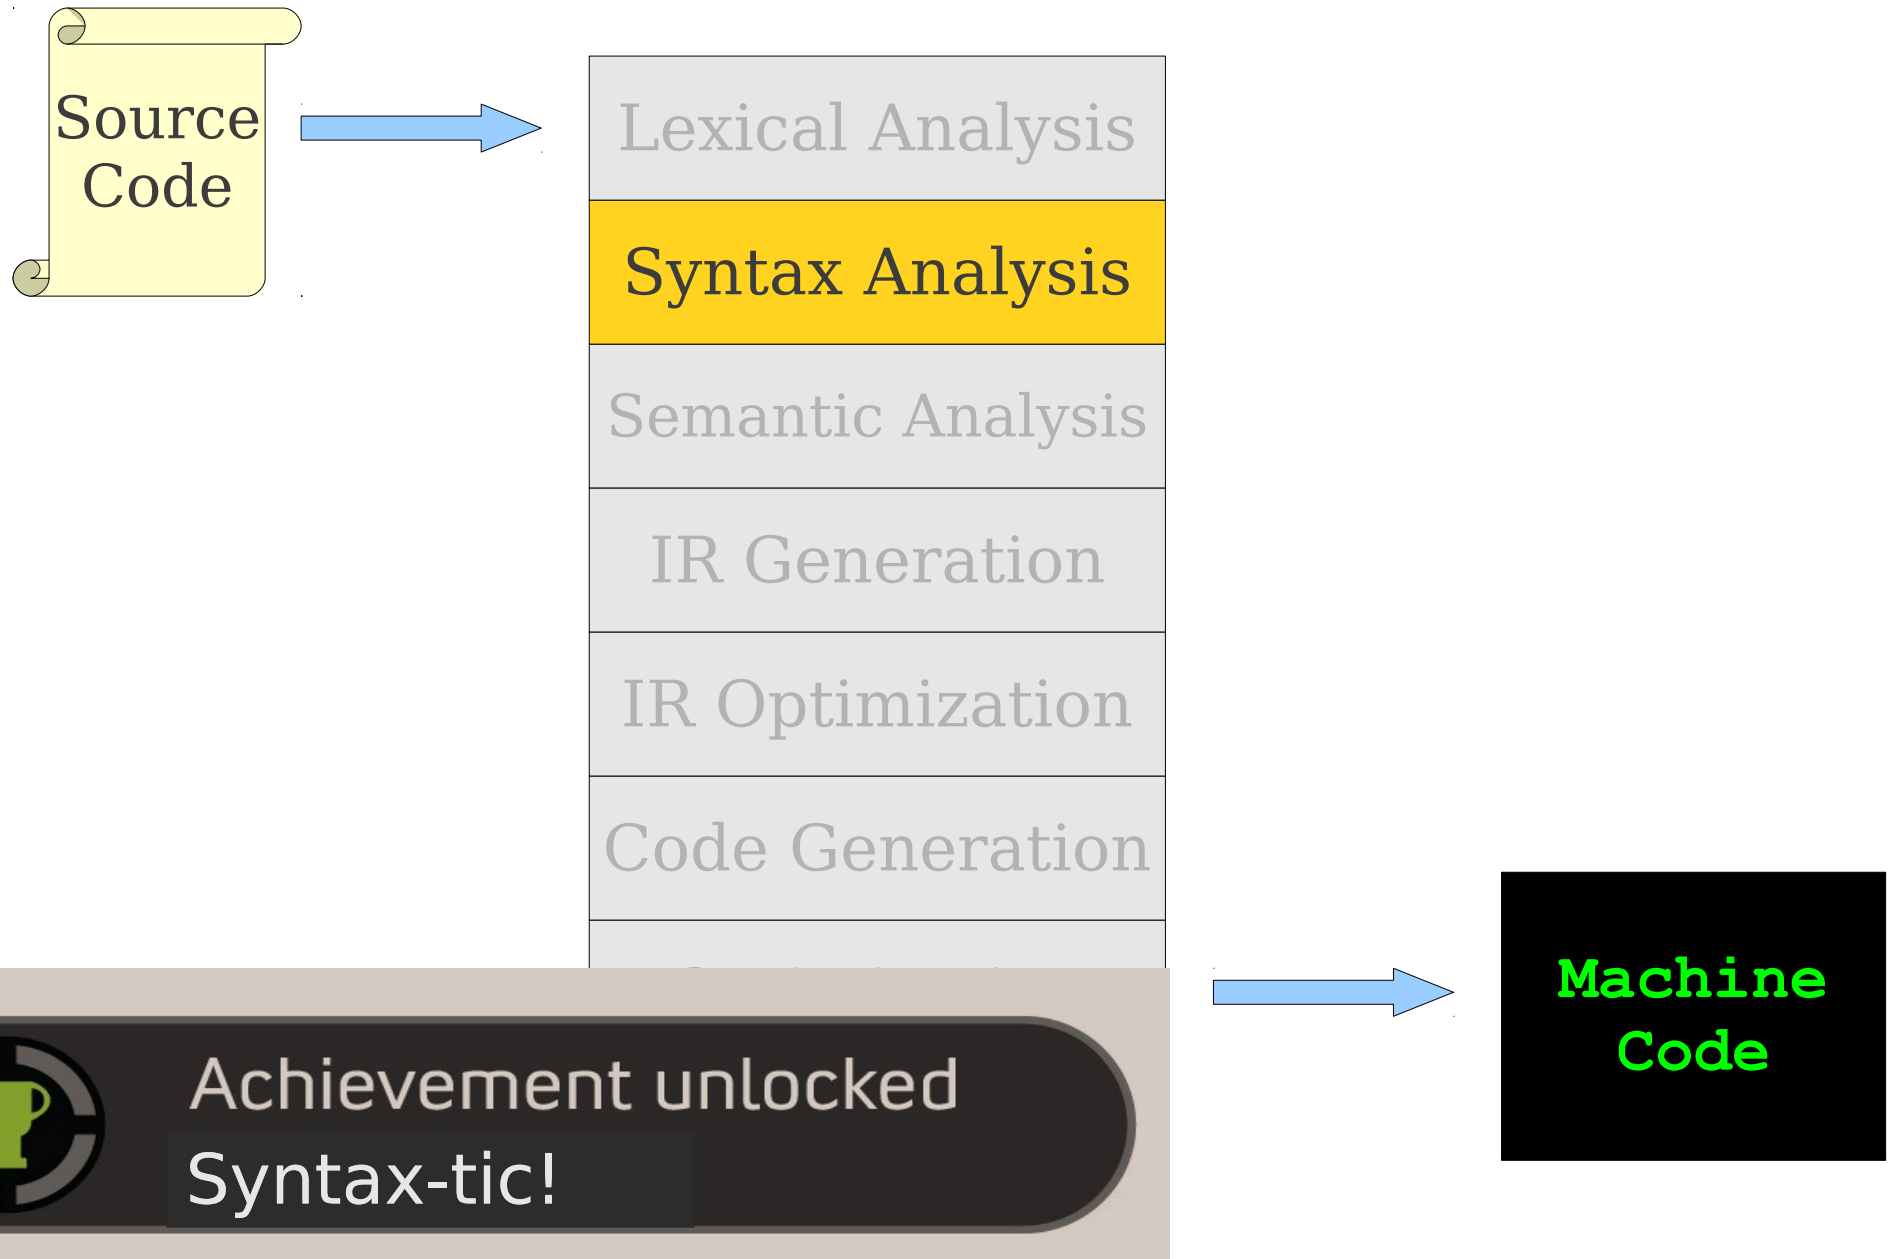 Source
Code
Lexical Analysis
Syntax Analysis
Semantic Analysis
IR Generation
IR Optimization
Code Generation
Machine
Code
Achievement unlocked
Syntax-tic!